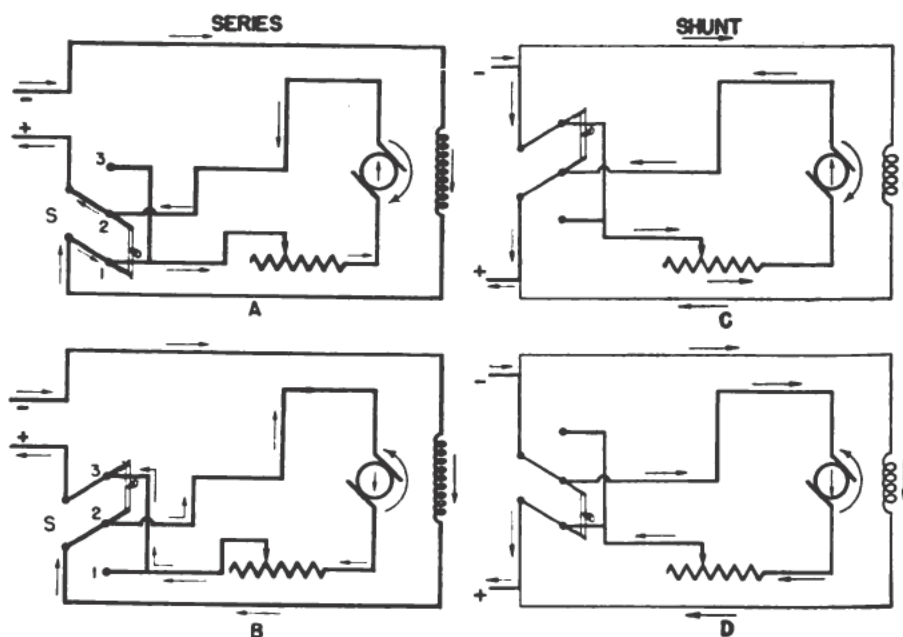 SERIES
SHUNT
-
+
3
S
2
1
A
-
+
C
-
+
3
S
2
1
B
-
+
D